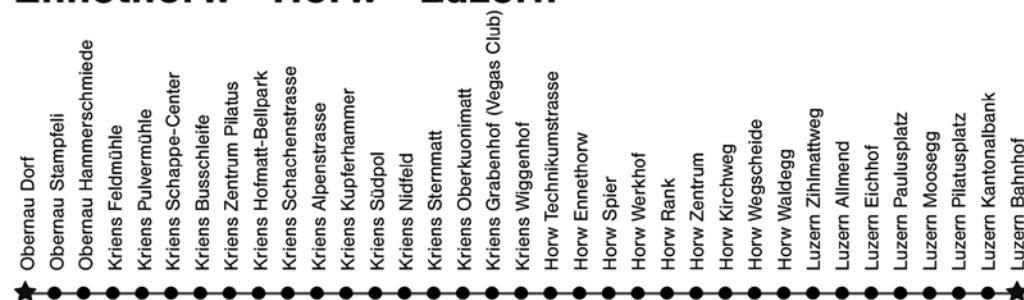 Ennethorw - Horw - Luzern
Obernau Dorf
Obernau Stampfeli
Obernau Hammerschmiede
Kriens Feldmühle
Kriens Pulvermühle
Kriens Schappe-Center
Kriens Busschleife
Kriens Zentrum Pilatus
Kriens Hofmatt-Bellpark
Kriens Schachenstrasse
Kriens Alpenstrasse
Kriens Kupferhammer
Kriens Südpol
Kriens Nidfeld
Kriens Sternmatt
Kriens Oberkuonimatt
Kriens Grabenhof (Vegas Club)
Kriens Wiggenhof
Horw Technikumstrasse
Horw Ennethorw
Horw Spier
Horw Werkhof
Horw Rank
Horw Zentrum
Horw Kirchweg
Horw Wegscheide
Horw Waldegg
Luzern Zihlmattweg
Luzern Allmend
Luzern Eichhof
Luzern Paulusplatz
Luzern Moosegg
Luzern Pilatusplatz
Luzern Kantonalbank
Luzern Bahnhof